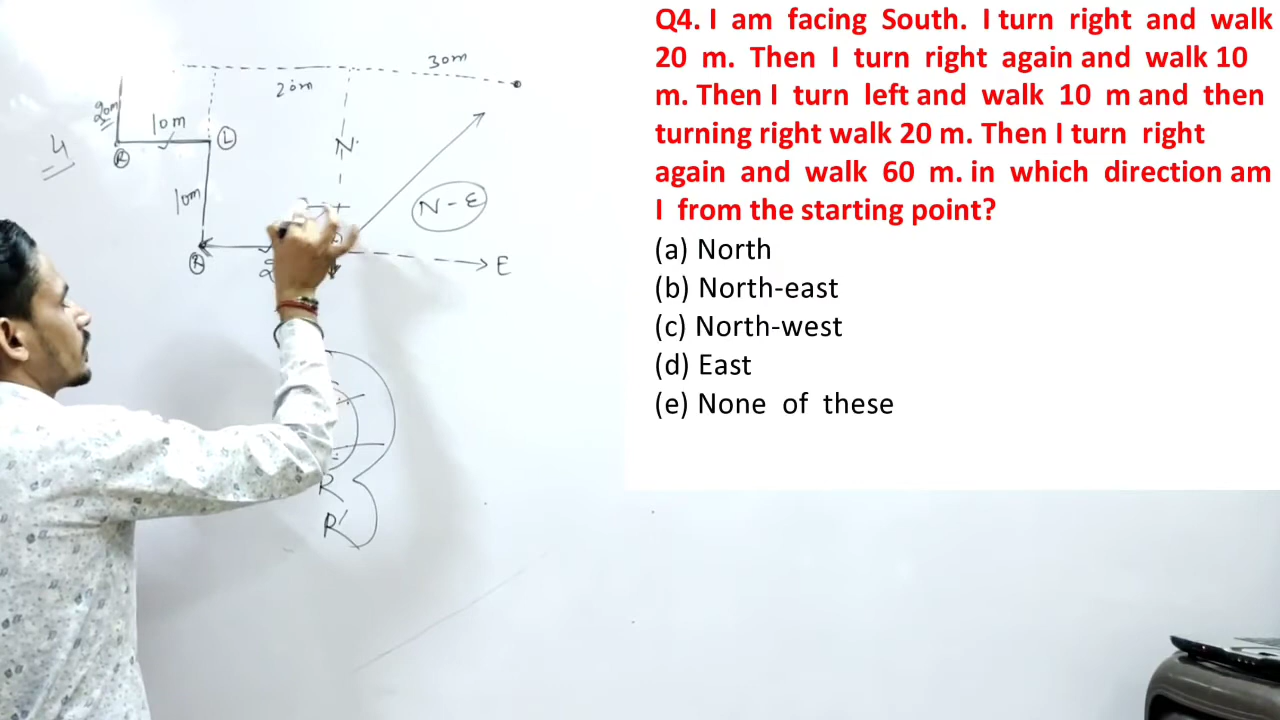 Q4. I am facing South. I turn right and walk
20 m. Then I turn right again and walk 10
m. Then I turn left and walk 10 m and then
turning right walk 20 m. Then I turn right
again and walk 60 m. in which direction am
I from the starting point?
(a) North
(b) North-east
(c) North-west
(d) East
(e) None of these
30m
20m
20m
10m
4
L
R
N
10m
N-E
R
E
R
R